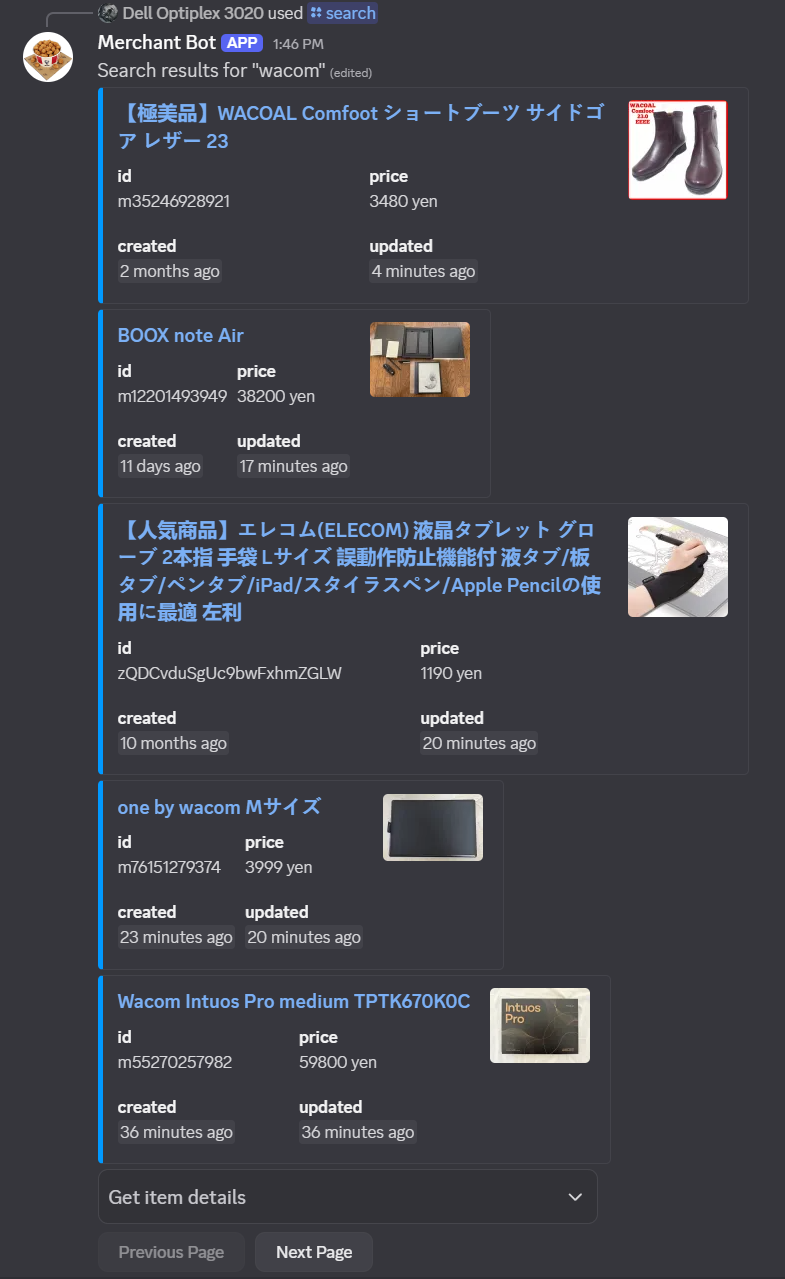 Dell Optiplex 3020 used search
Merchant Bot APP 1:46 PM
Search results for "wacom" (edited)
【極美品】WACOAL Comfoot ショートブーツ サイドゴ
ア レザー 23
WACOAL
Comfoot
23.0
id price
m35246928921 3480 yen
created updated
2 months ago 4 minutes ago
BOOX note Air
id price
m12201493949 38200 yen
created updated
11 days ago 17 minutes ago
【人気商品】エレコム(ELECOM) 液晶タブレット グロ
ーブ 2本指 手袋 Lサイズ 誤動作防止機能付 液タブ/板
タブ/ペンタブ/iPad/スタイラスペン/Apple Pencilの使
用に最適 左利
id price
zQDCvduSgUc9bwFxhmZGLW 1190 yen
created updated
10 months ago 20 minutes ago
one by wacom Mサイズ
id price
m76151279374 3999 yen
created updated
23 minutes ago 20 minutes ago
Wacom Intuos Pro medium TPTK670K0C
Intuos
Pro
id price
m55270257982 59800 yen
created updated
36 minutes ago 36 minutes ago
Get item details
Previous Page Next Page